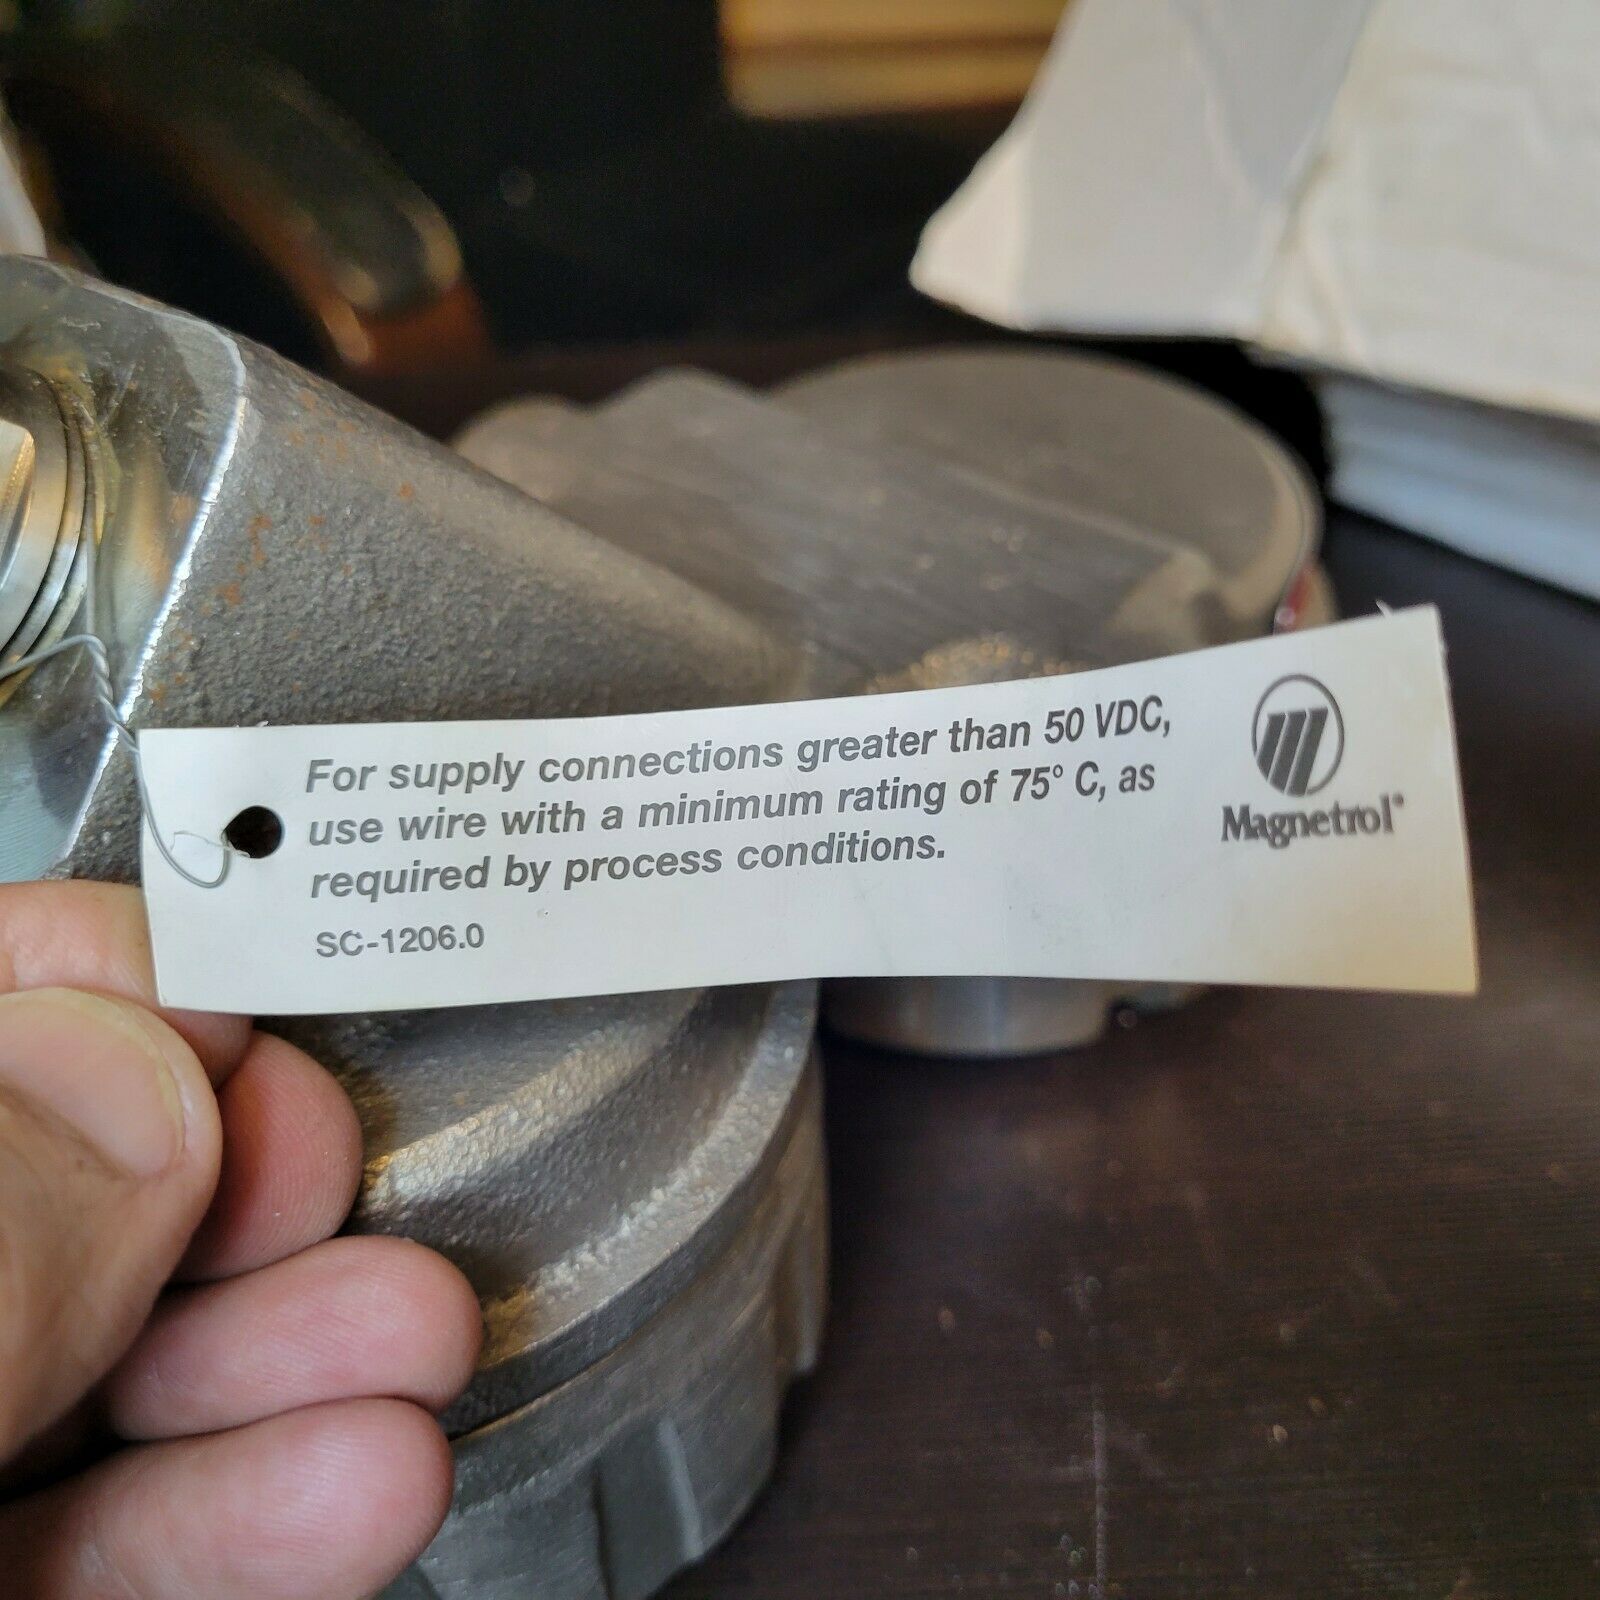 For supply connections greater than 50 VDC,
use wire with a minimum rating of 75° C, as
required by process conditions.
SC-1206.0
Magnetrol®